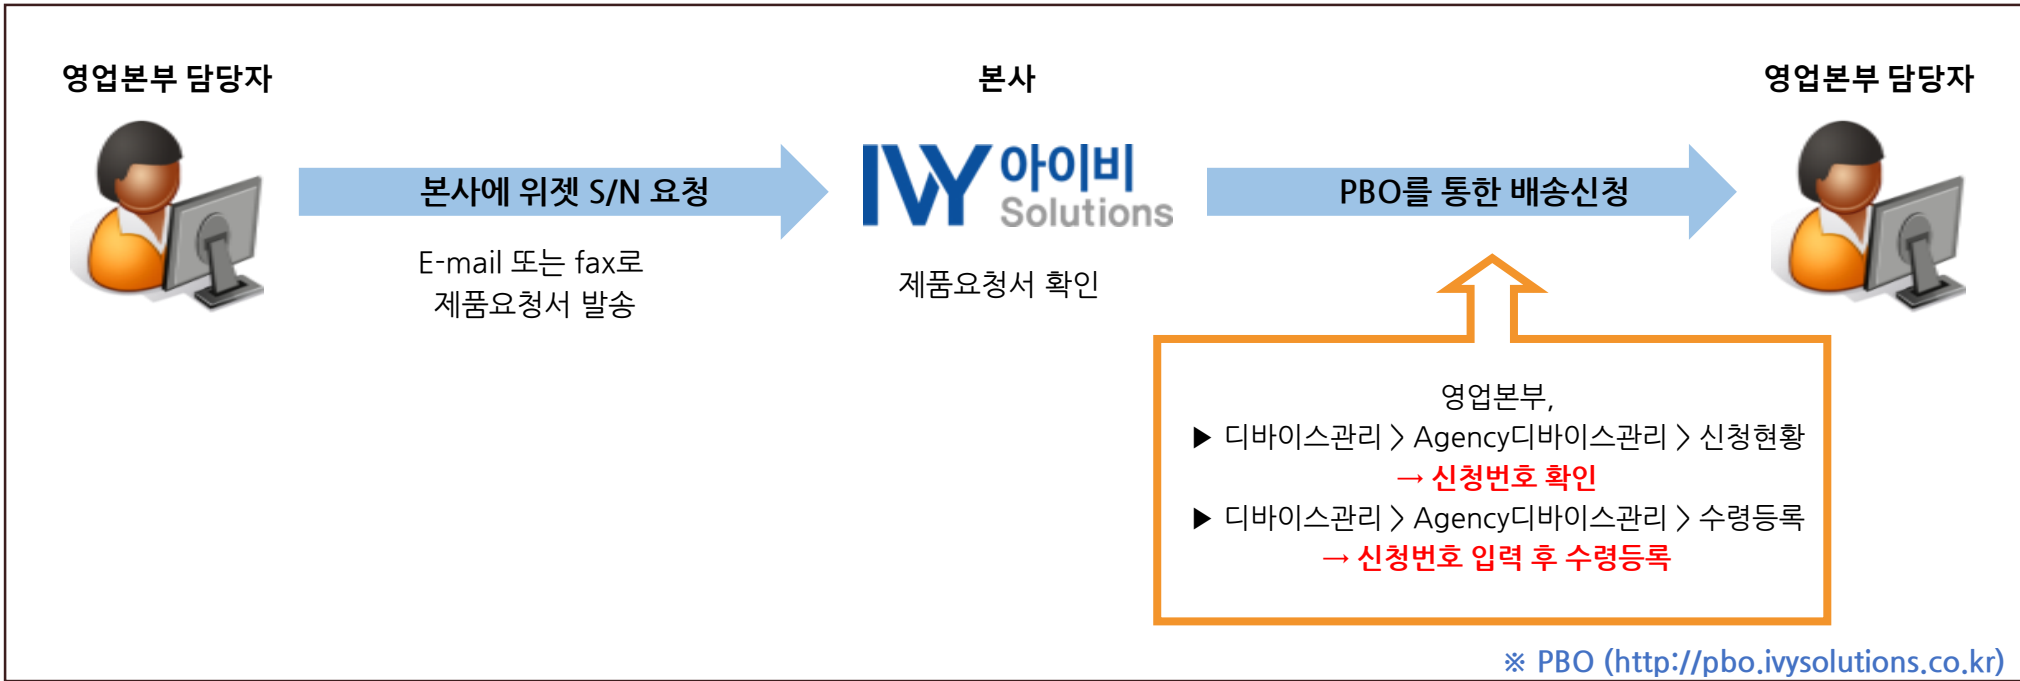 영업본부 담당자
본사
영업본부 담당자
본사에 위젯 S/N 요청
IVY 아이비
Solutions
PBO를 통한 배송신청
E-mail 또는 fax로
제품요청서 발송
제품요청서 확인
영업본부,
▶ 디바이스관리 > Agency디바이스관리 > 신청현황
→ 신청번호 확인
▶ 디바이스관리 > Agency디바이스관리 > 수령등록
→ 신청번호 입력 후 수령등록
※ PBO (http://pbo.ivysolutions.co.kr)